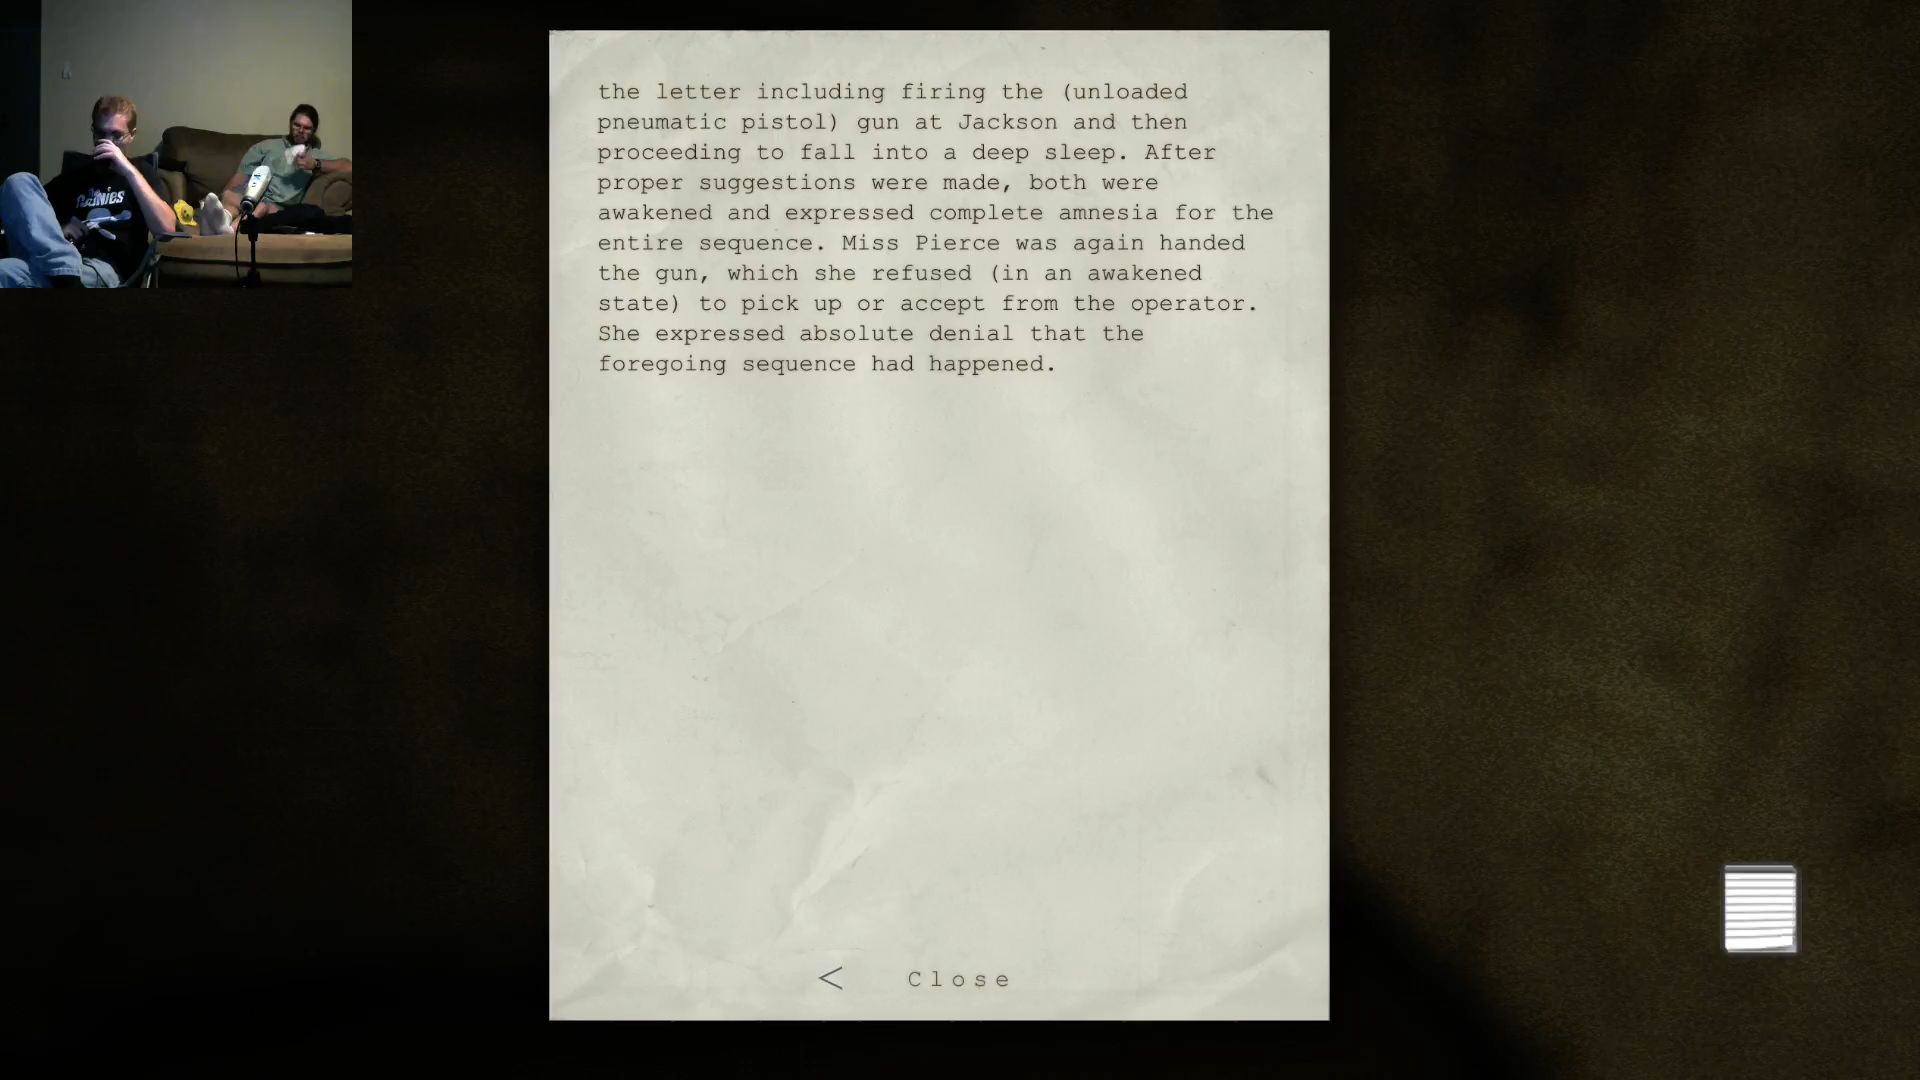 the letter including firing the (unloaded
pneumatic pistol) gun at Jackson and then
proceeding to fall into a deep sleep. After
proper suggestions were made, both were
awakened and expressed complete amnesia for the
entire sequence. Miss Pierce was again handed
the gun, which she refused (in an awakened
state) to pick up or accept from the operator.
She expressed absolute denial that the
foregoing sequence had happened.
< Close